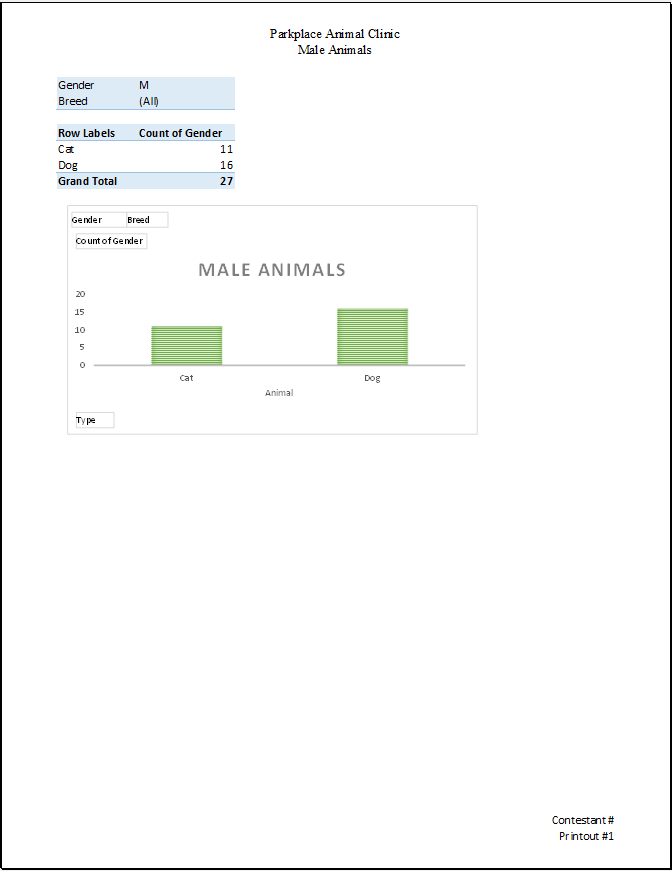 Parkplace Animal Clinic
Male Animals
Gender M
Breed (All)
Row Labels Count of Gender
Cat 11
Dog 16
Grand Total 27
Gender Breed
Count of Gender
MALE ANIMALS
20
15
10
5
0
Cat Dog
Animal
Type
Contestant #
Printout #1